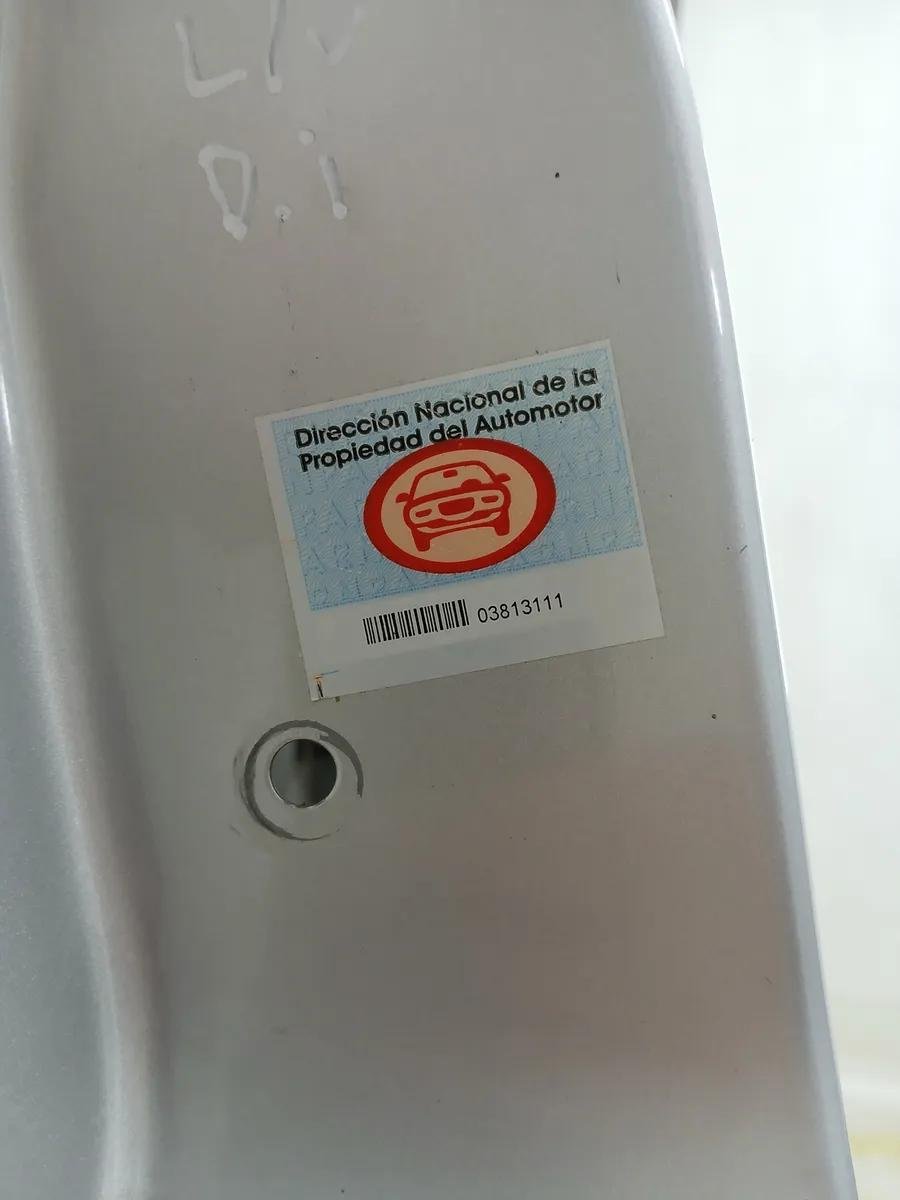 L/V
D.i
Dirección Nacional de la
Propiedad del Automotor
03813111